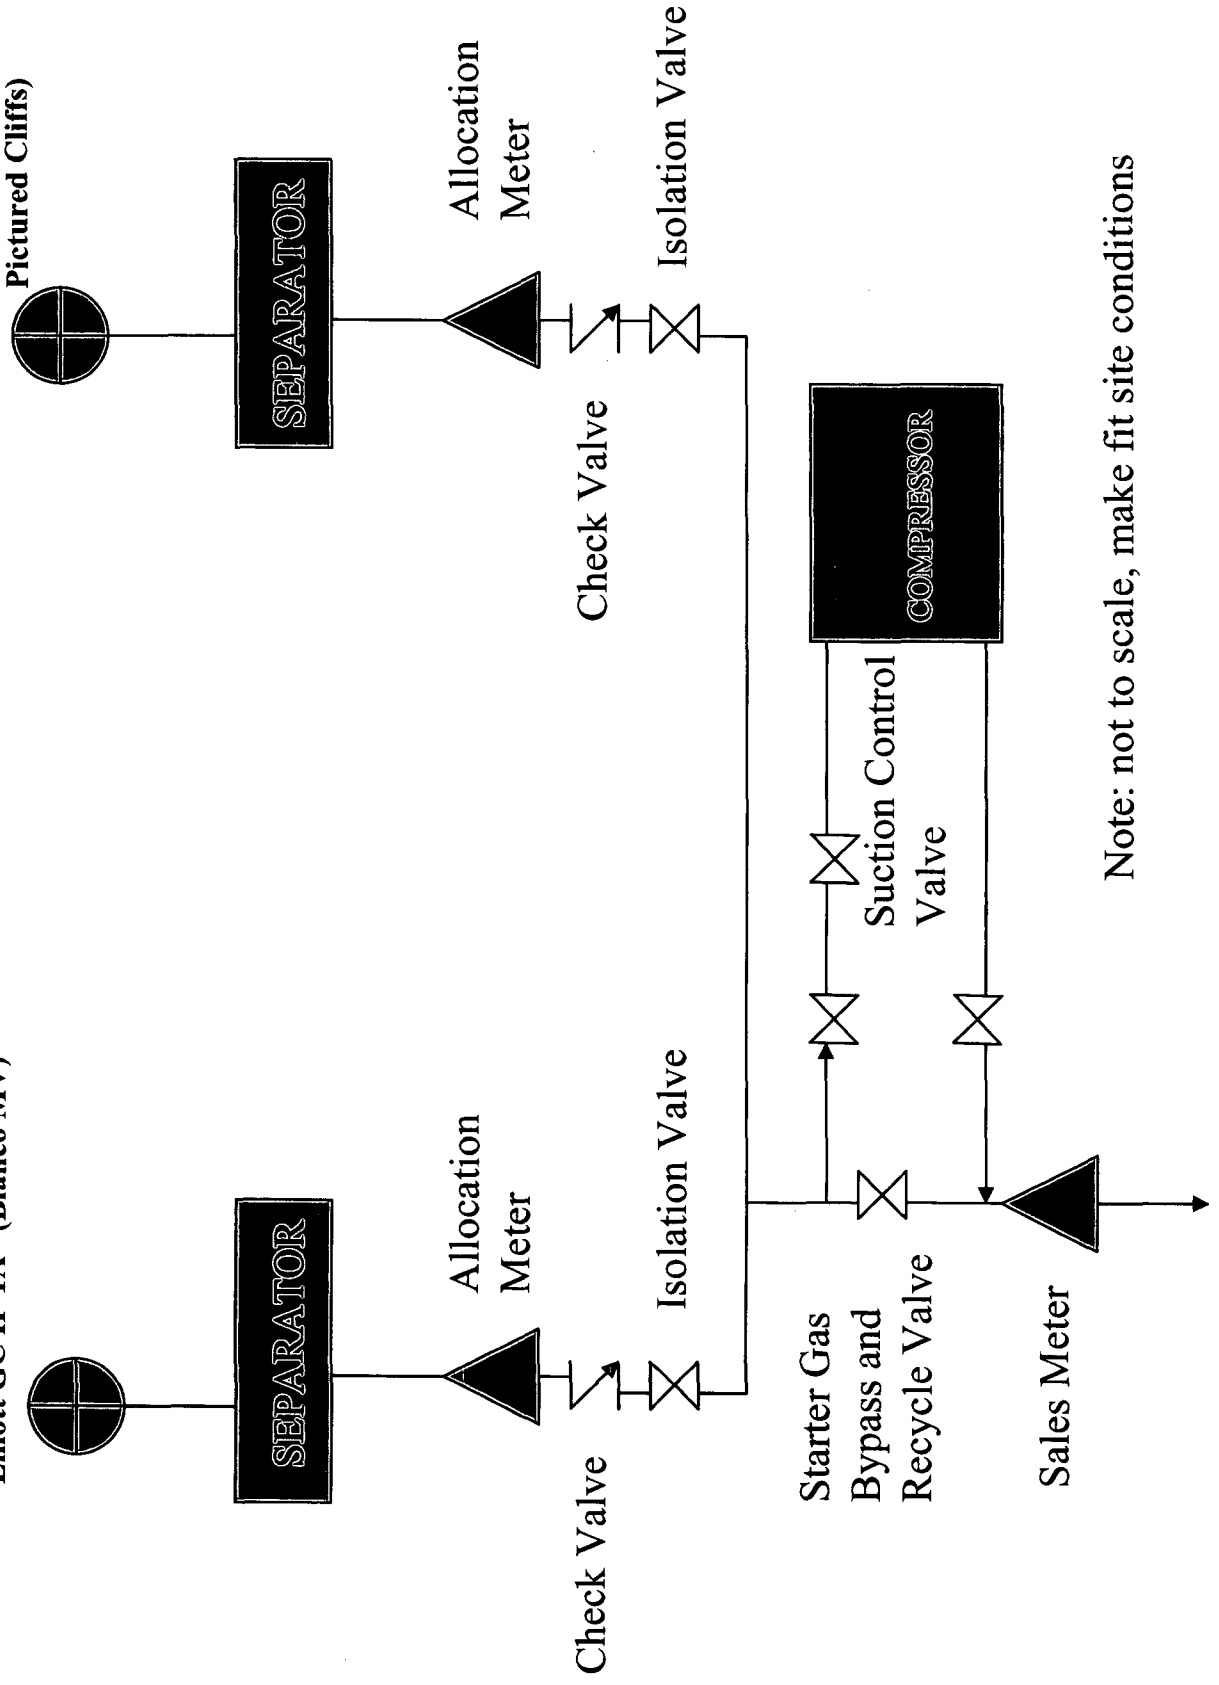 Pictured Cliffs)
SEPARATOR
Allocation
Meter
Check Valve
Isolation Valve
SEPARATOR
Allocation
Meter
Check Valve
Isolation Valve
COMPRESSOR
Suction Control
Valve
Starter Gas
Bypass and
Recycle Valve
Sales Meter
Note: not to scale, make fit site conditions